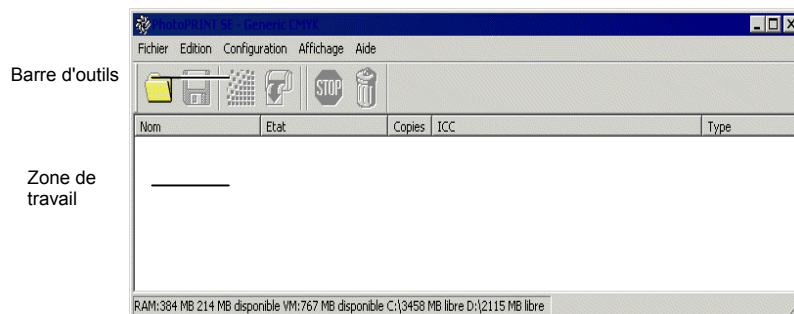 PhotoPRINT SE - Generic CMYK
Fichier Edition Configuration Affichage Aide
Barre d'outils
STOP
Nom Etat Copies ICC Type
Zone de
travail
RAM:384 MB 214 MB disponible VM:767 MB disponible C:\3458 MB libre D:\2115 MB libre